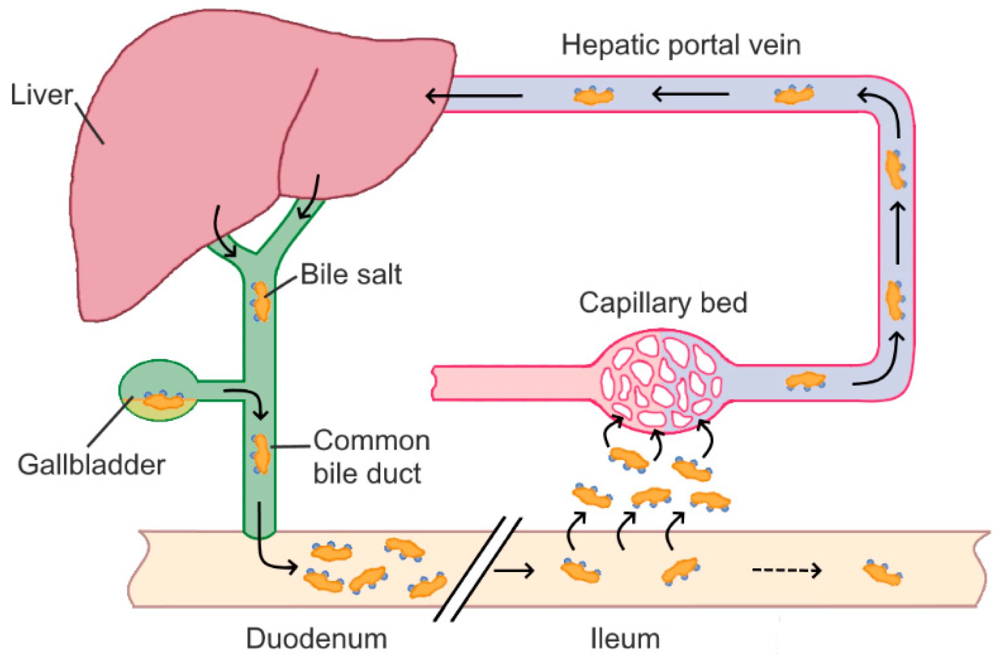 Hepatic portal vein
Liver
Bile salt
Capillary bed
Common
bile duct
Gallbladder
Duodenum
Ileum